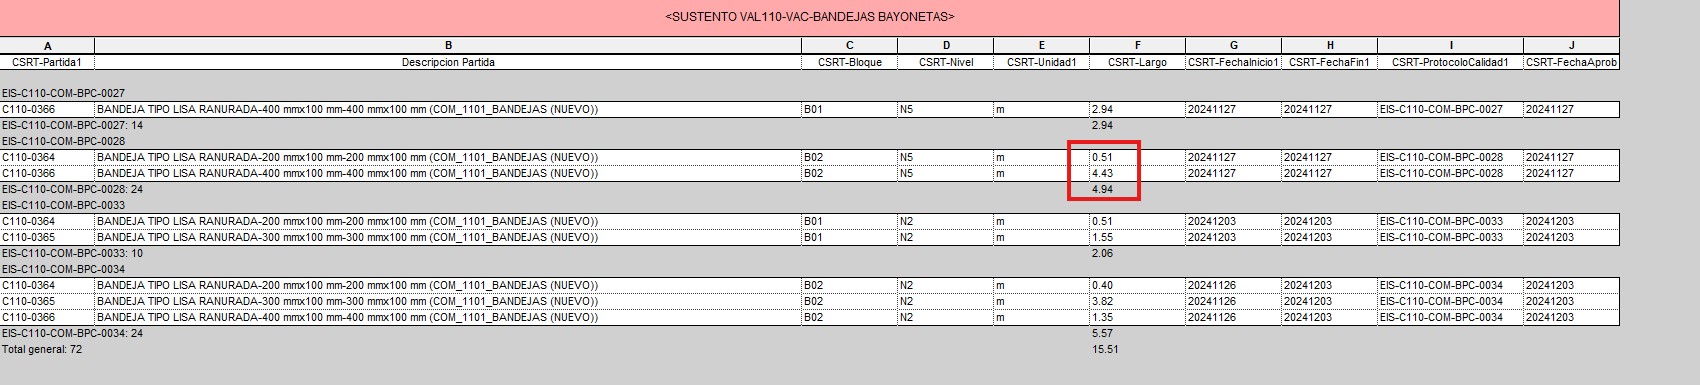 <SUSTENTO VAL110-VAC-BANDEJAS BAYONETAS>
A B C D E F G H I J
CSRT-Partida1 Descripcion Partida CSRT-Bloque CSRT-Nivel CSRT-Unidad1 CSRT-Largo CSRT-FechaInicio1 CSRT-FechaFin1 CSRT-ProtocoloCalidad1 CSRT-FechaAprob
EIS-C110-COM-BPC-0027
C110-0366 BANDEJA TIPO LISA RANURADA-400 mmx100 mm-400 mmx100 mm (COM_1101_BANDEJAS (NUEVO)) B01 N5 m 2.94 20241127 20241127 EIS-C110-COM-BPC-0027 20241127
EIS-C110-COM-BPC-0027: 14 2.94
EIS-C110-COM-BPC-0028
C110-0364 BANDEJA TIPO LISA RANURADA-200 mmx100 mm-200 mmx100 mm (COM_1101_BANDEJAS (NUEVO)) B02 N5 m 0.51 20241127 20241127 EIS-C110-COM-BPC-0028 20241127
C110-0366 BANDEJA TIPO LISA RANURADA-400 mmx100 mm-400 mmx100 mm (COM_1101_BANDEJAS (NUEVO)) B02 N5 m 4.43 20241127 20241127 EIS-C110-COM-BPC-0028 20241127
EIS-C110-COM-BPC-0028: 24 4.94
EIS-C110-COM-BPC-0033
C110-0364 BANDEJA TIPO LISA RANURADA-200 mmx100 mm-200 mmx100 mm (COM_1101_BANDEJAS (NUEVO)) B01 N2 m 0.51 20241203 20241203 EIS-C110-COM-BPC-0033 20241203
C110-0365 BANDEJA TIPO LISA RANURADA-300 mmx100 mm-300 mmx100 mm (COM_1101_BANDEJAS (NUEVO)) B01 N2 m 1.55 20241203 20241203 EIS-C110-COM-BPC-0033 20241203
EIS-C110-COM-BPC-0033: 10 2.06
EIS-C110-COM-BPC-0034
C110-0364 BANDEJA TIPO LISA RANURADA-200 mmx100 mm-200 mmx100 mm (COM_1101_BANDEJAS (NUEVO)) B02 N2 m 0.40 20241126 20241203 EIS-C110-COM-BPC-0034 20241203
C110-0365 BANDEJA TIPO LISA RANURADA-300 mmx100 mm-300 mmx100 mm (COM_1101_BANDEJAS (NUEVO)) B02 N2 m 3.82 20241126 20241203 EIS-C110-COM-BPC-0034 20241203
C110-0366 BANDEJA TIPO LISA RANURADA-400 mmx100 mm-400 mmx100 mm (COM_1101_BANDEJAS (NUEVO)) B02 N2 m 1.35 20241126 20241203 EIS-C110-COM-BPC-0034 20241203
EIS-C110-COM-BPC-0034: 24 5.57
Total general: 72 15.51